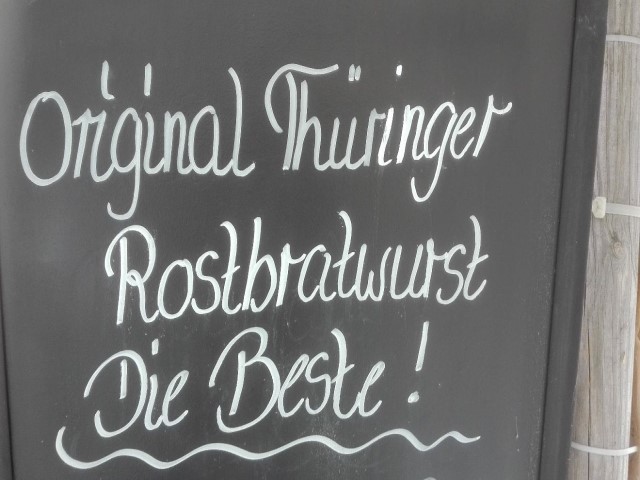 Original Thüringer
Rostbratwurst
Die Beste!